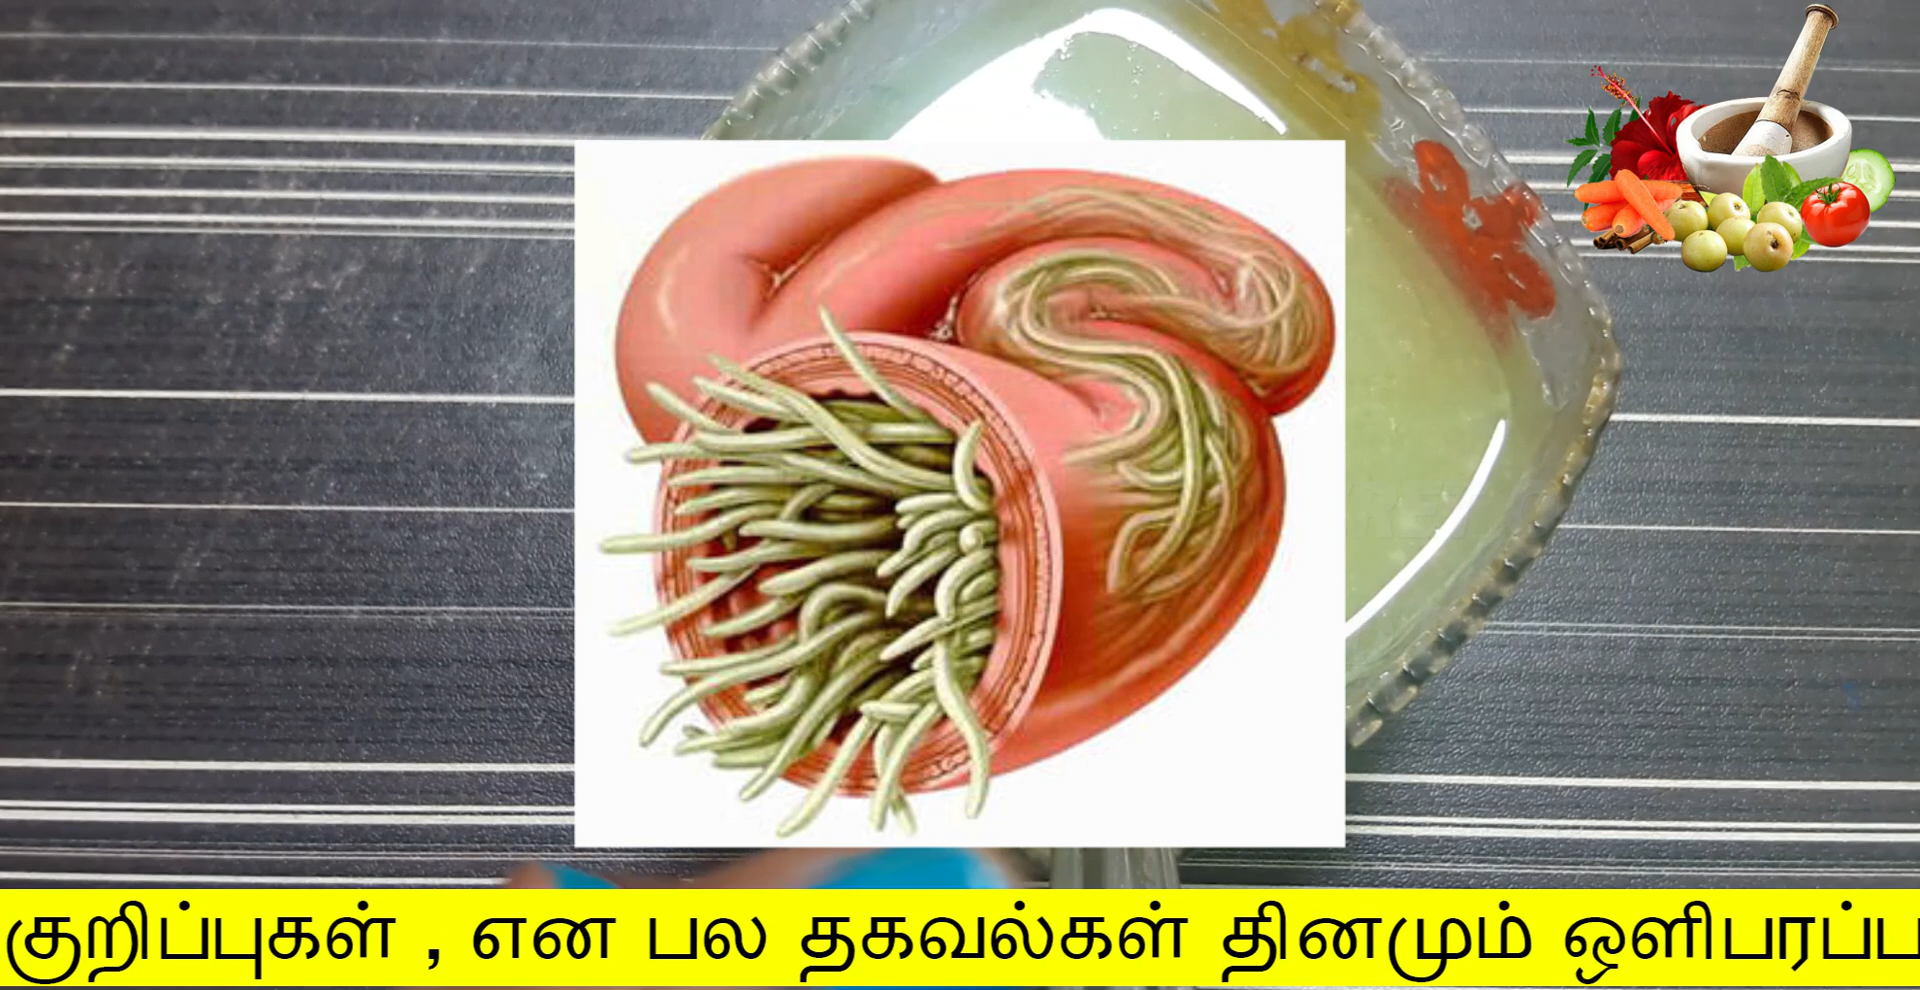 குறிப்புகள் , என பல தகவல்கள் தினமும் ஒளிபரப்ப